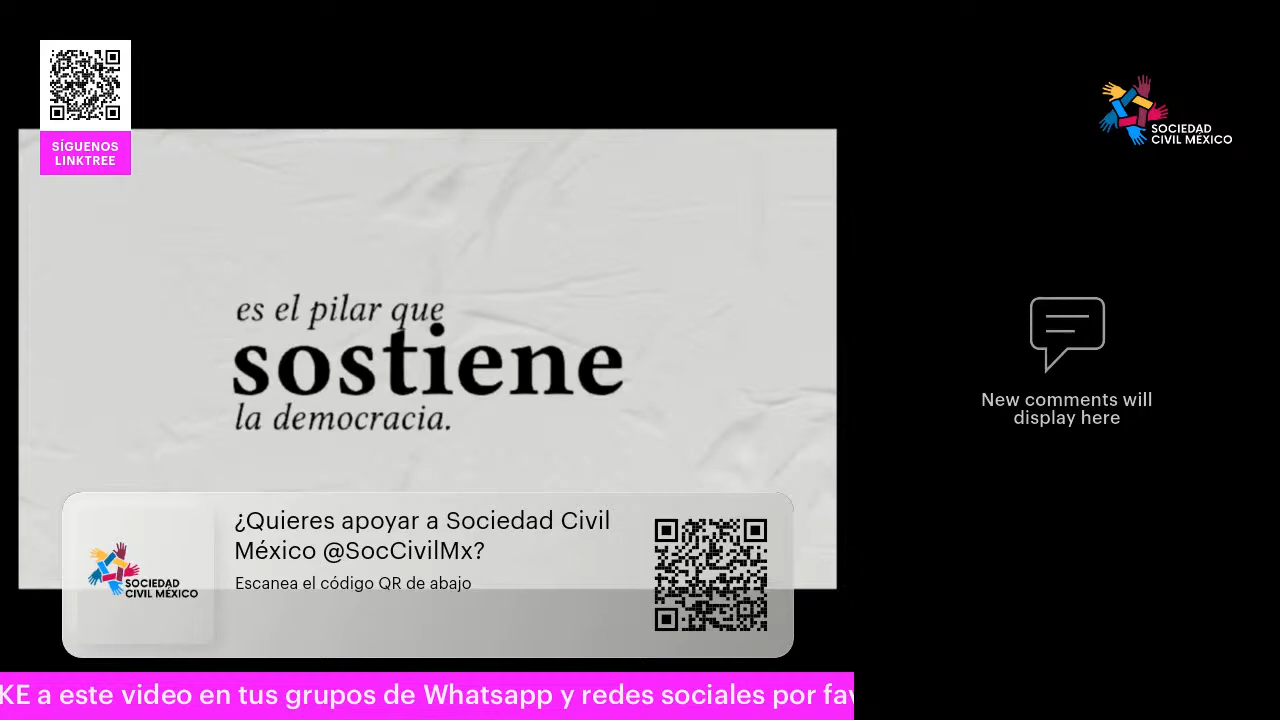 SÍGUENOS
LINKTREE
SOCIEDAD
CIVIL MÉXICO
es el pilar que
sostiene
la democracia.
New comments will
display here
¿Quieres apoyar a Sociedad Civil
México @SocCivilMx?
Escanea el código QR de abajo
SOCIEDAD
CIVIL MÉXICO
KE a este video en tus grupos de Whatsapp y redes sociales por fav